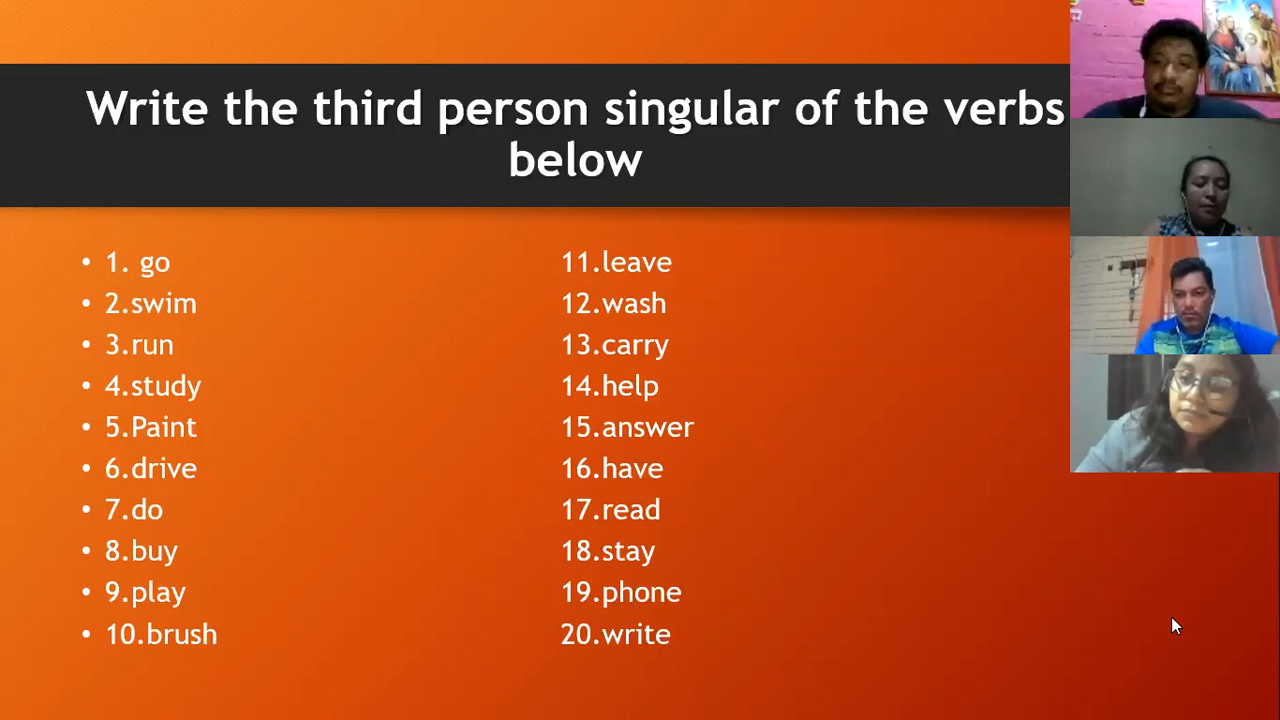 Write the third person singular of the verbs
below
• 1. go
• 2.swim
• 3.run
• 4.study
• 5.Paint
• 6.drive
• 7.do
• 8.buy
• 9.play
• 10.brush
11.leave
12.wash
13.carry
14.help
15.answer
16.have
17.read
18.stay
19.phone
20.write